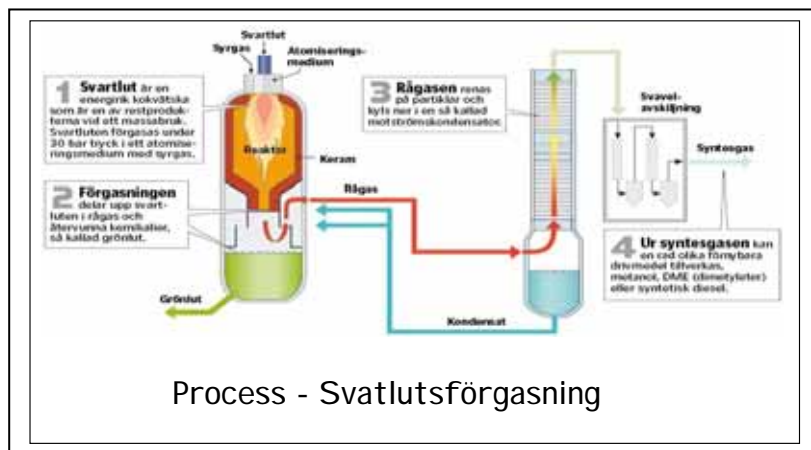 Svartlut
Syrgas
Atomiserings-
medium
1 Svartlut är en
energirik kokvätska
som är en av restproduk-
terna vid ett massabruk.
Svartluten förgasas under
30 bar tryck i ett atomise-
ringsmedium med syrgas.
Reaktor
Keram
2 Förgasningen
delar upp svart-
luten i rågas och
återvunna kemikalier,
så kallad grönlut.
Rågas
Grönlut
Kondensat
3 Rågasen renas
på partiklar och
kyls ner i en så kallad
motströmskondensator.
Svavel-
avskiljning
Syntesgas
4 Ur syntesgasen kan
en rad olika förnybara
drivmedel tillverkas,
metanol, DME (dimetyleter)
eller syntetisk diesel.
Process - Svatlutsförgasning